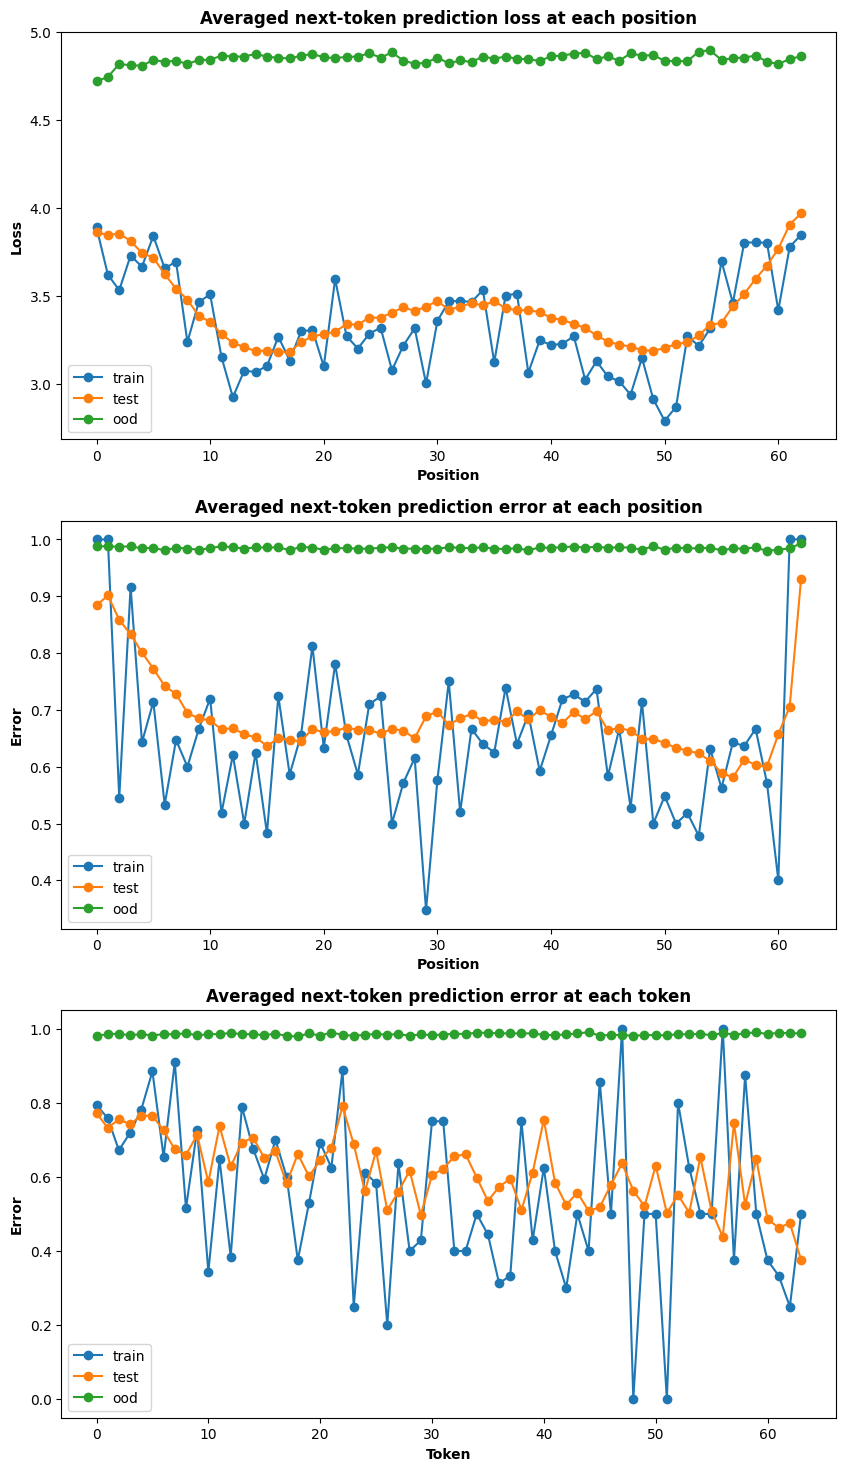 Averaged next-token prediction loss at each position
5.0
4.5
4.0
3.5
3.0
Loss
train
test
ood
0 10 20 30 40 50 60
Position
Averaged next-token prediction error at each position
1.0
0.9
0.8
0.7
0.6
0.5
0.4
Error
train
test
ood
0 10 20 30 40 50 60
Position
Averaged next-token prediction error at each token
1.0
0.8
0.6
0.4
0.2
0.0
Error
train
test
ood
0 10 20 30 40 50 60
Token